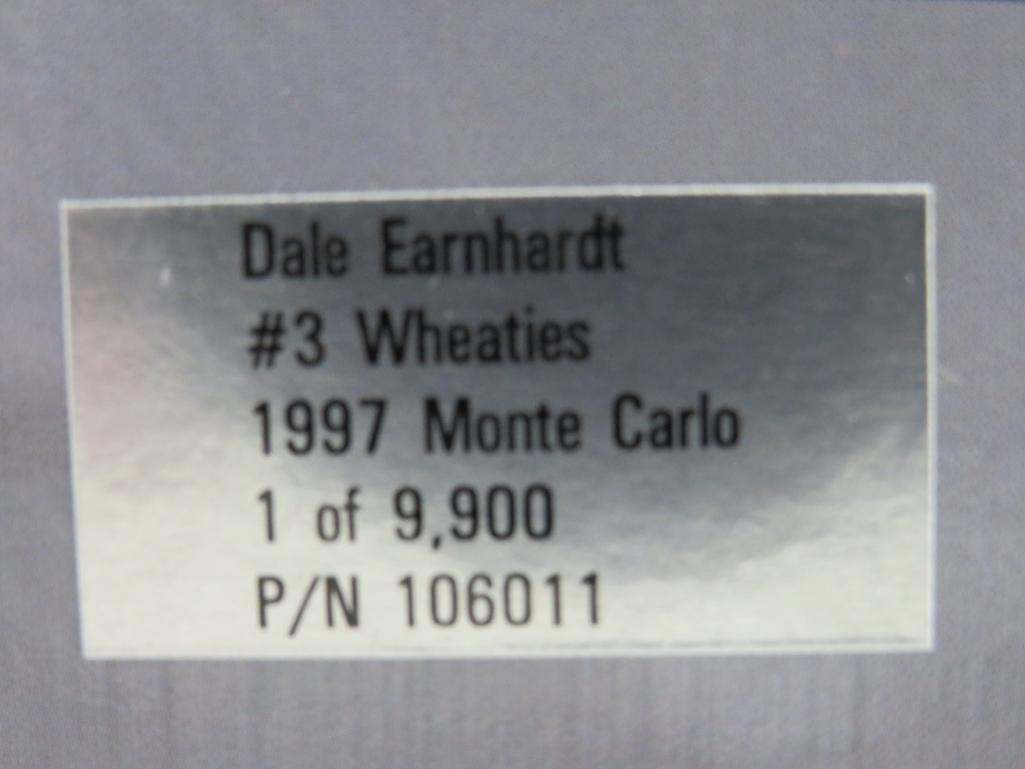 Dale Earnhardt
#3 Wheaties
1997 Monte Carlo
1 of 9,900
P/N 106011